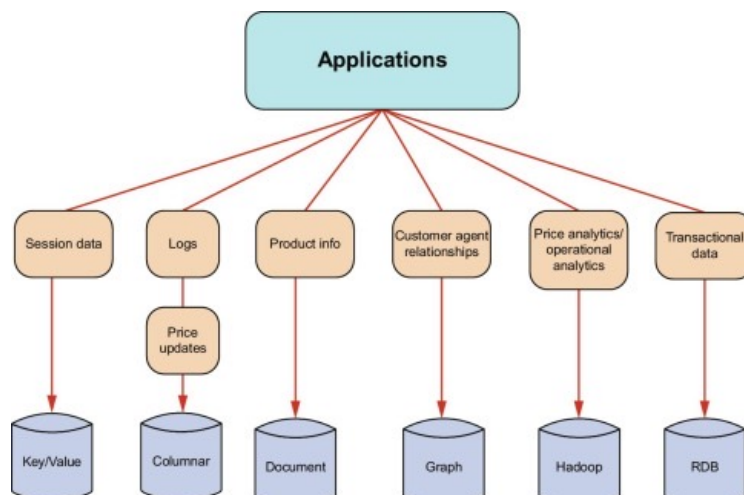 Applications
Session data
Logs
Product info
Customer agent
relationships
Price analytics/
operational
analytics
Transactional
data
Price
updates
Key/Value
Columnar
Document
Graph
Hadoop
RDB